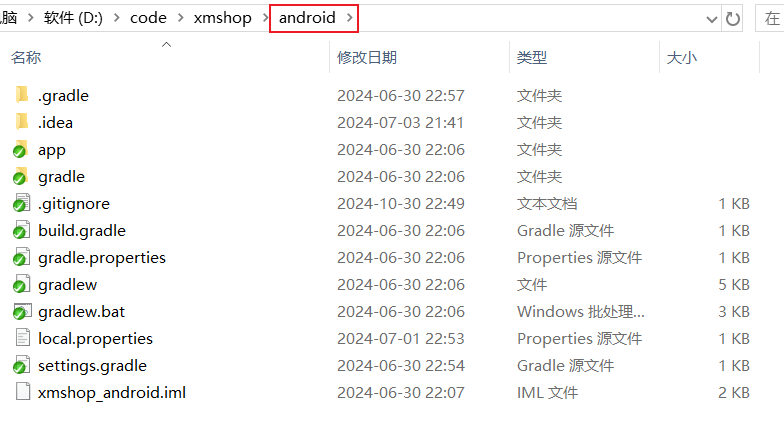 脑 > 软件 (D:) > code > xmshop > android > 在
名称 修改日期 类型 大小
.gradle 2024-06-30 22:57 文件夹
.idea 2024-07-03 21:41 文件夹
app 2024-06-30 22:06 文件夹
gradle 2024-06-30 22:06 文件夹
.gitignore 2024-10-30 22:49 文本文档 1 KB
build.gradle 2024-06-30 22:06 Gradle 源文件 1 KB
gradle.properties 2024-06-30 22:06 Properties 源文件 1 KB
gradlew 2024-06-30 22:06 文件 5 KB
gradlew.bat 2024-06-30 22:06 Windows 批处理... 3 KB
local.properties 2024-07-01 22:53 Properties 源文件 1 KB
settings.gradle 2024-06-30 22:54 Gradle 源文件 1 KB
xmshop_android.iml 2024-06-30 22:07 IML 文件 2 KB